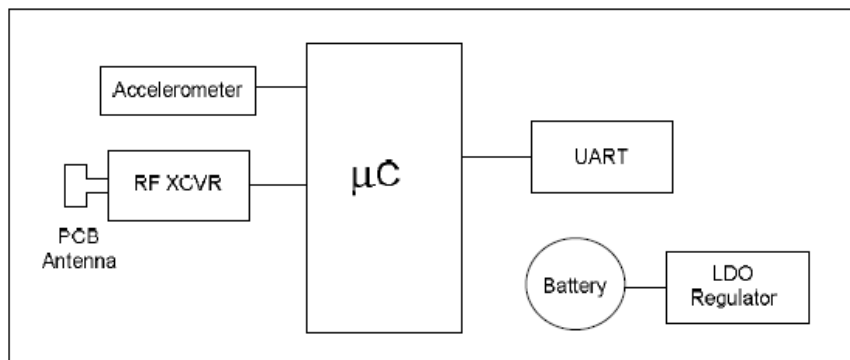 Accelerometer
RF XCVR
PCB
Antenna
µC
UART
Battery
LDO
Regulator